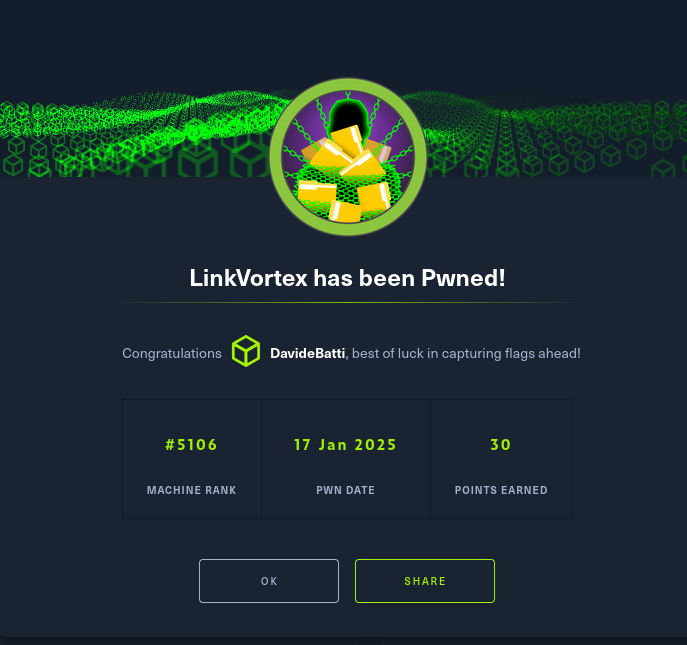 LinkVortex has been Pwned!
Congratulations DavideBatti, best of luck in capturing flags ahead!
#5106 17 Jan 2025 30
MACHINE RANK PWN DATE POINTS EARNED
OK SHARE